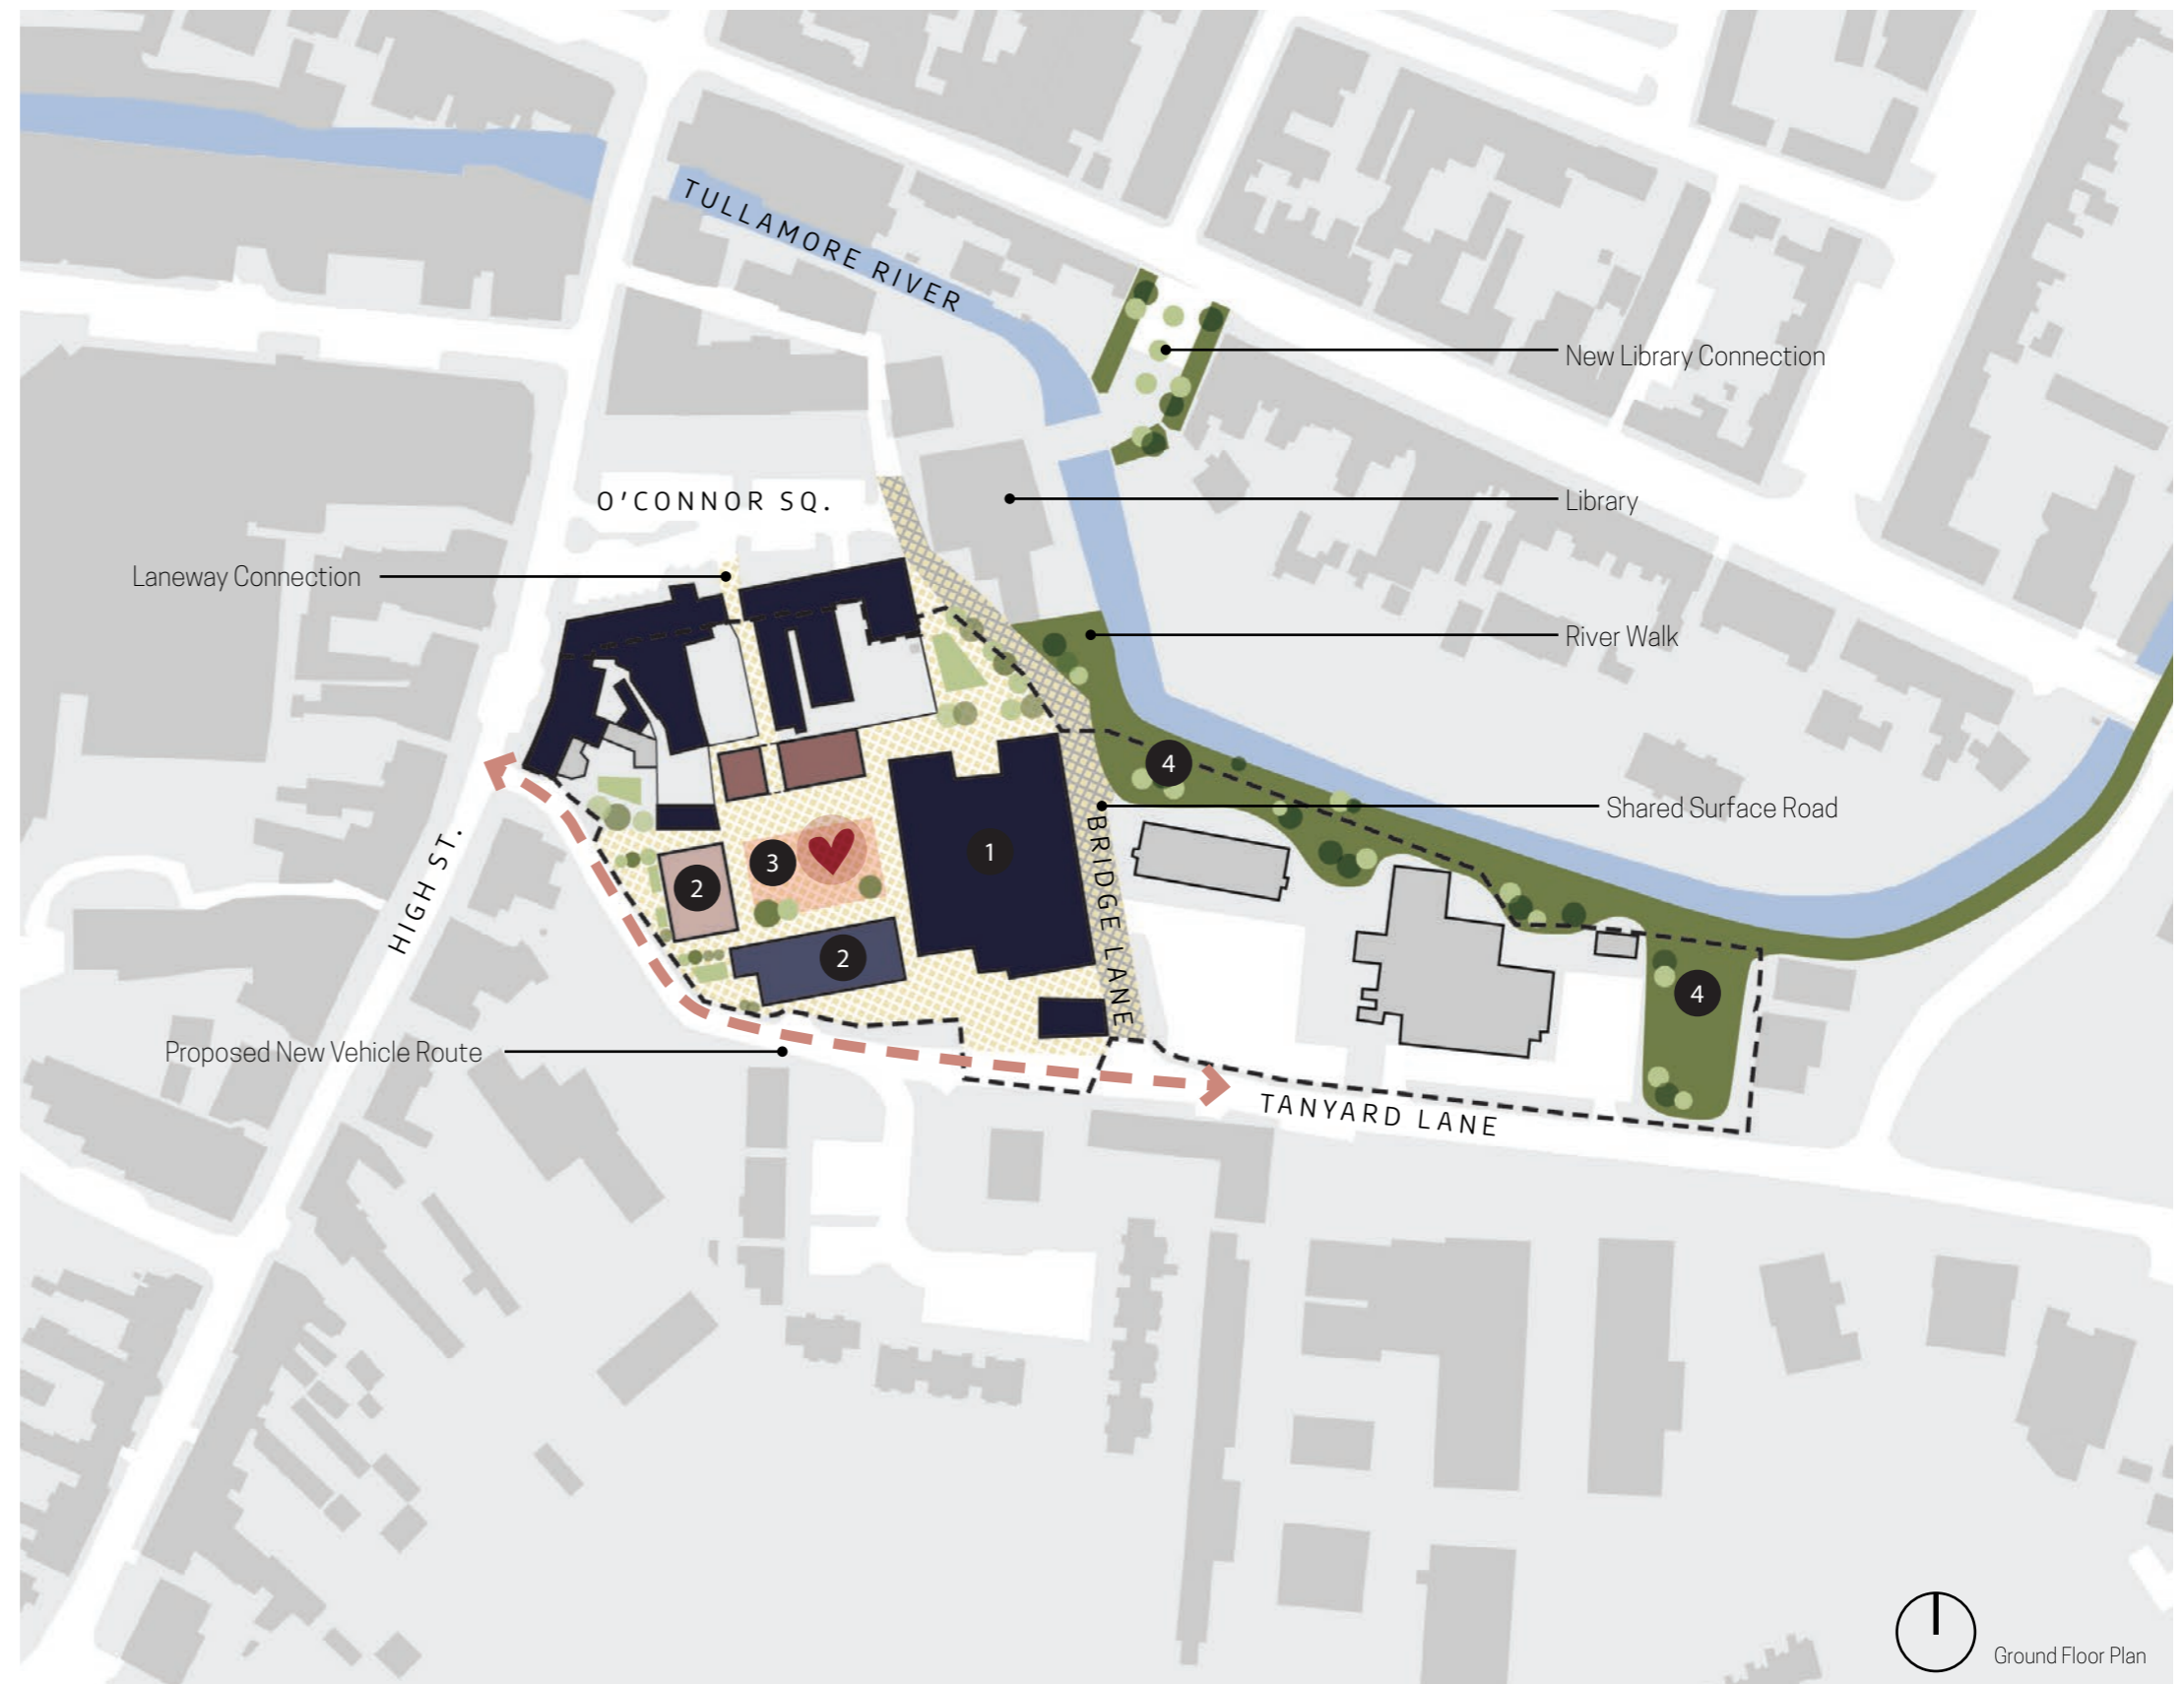 TULLAMORE RIVER
New Library Connection
O'CONNOR SQ.
Library
Laneway Connection
River Walk
4
Shared Surface Road
BRIDGE LANE
1
3
2
HIGH ST.
2
4
Proposed New Vehicle Route
TANYARD LANE
Ground Floor Plan